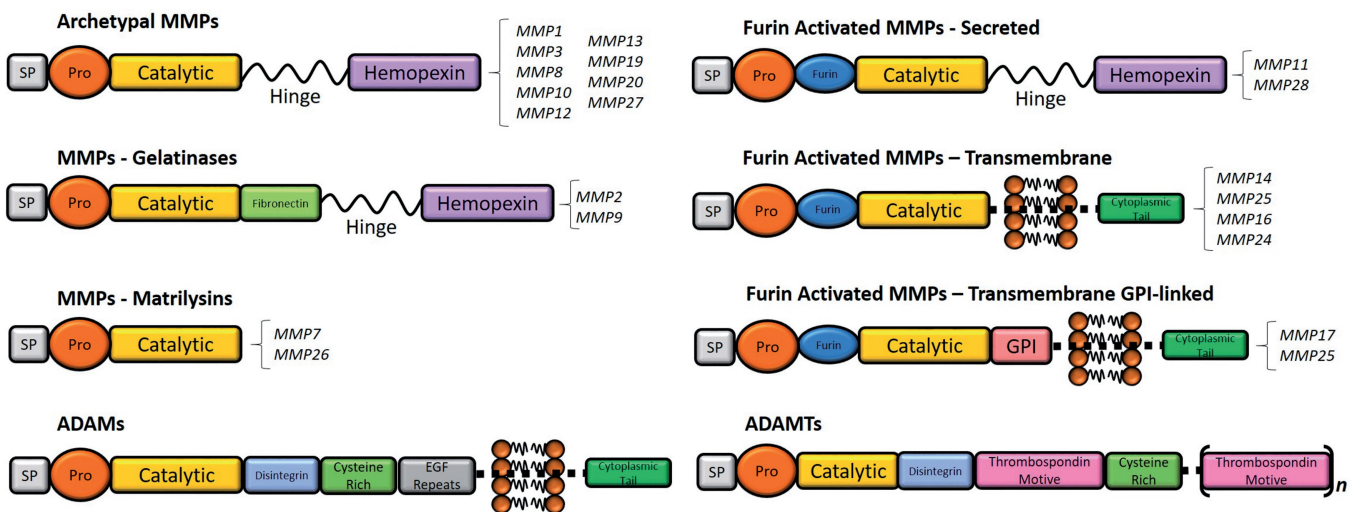 Archetypal MMPs
SP Pro Catalytic Hinge Hemopexin
MMP1
MMP3
MMP8
MMP10
MMP12
MMP13
MMP19
MMP20
MMP27
Furin Activated MMPs - Secreted
SP Pro Furin Catalytic Hinge Hemopexin
MMP11
MMP28
MMPs - Gelatinases
SP Pro Catalytic Fibronectin Hinge Hemopexin
MMP2
MMP9
Furin Activated MMPs – Transmembrane
SP Pro Furin Catalytic Cytoplasmic
Tail
MMP14
MMP25
MMP16
MMP24
MMPs - Matrilysins
SP Pro Catalytic
MMP7
MMP26
Furin Activated MMPs – Transmembrane GPI-linked
SP Pro Furin Catalytic GPI Cytoplasmic
Tail
MMP17
MMP25
ADAMs
SP Pro Catalytic Disintegrin Cysteine
Rich
EGF
Repeats
Cytoplasmic
Tail
ADAMTs
SP Pro Catalytic Disintegrin Thrombospondin
Motive
Cysteine
Rich
Thrombospondin
Motive
n